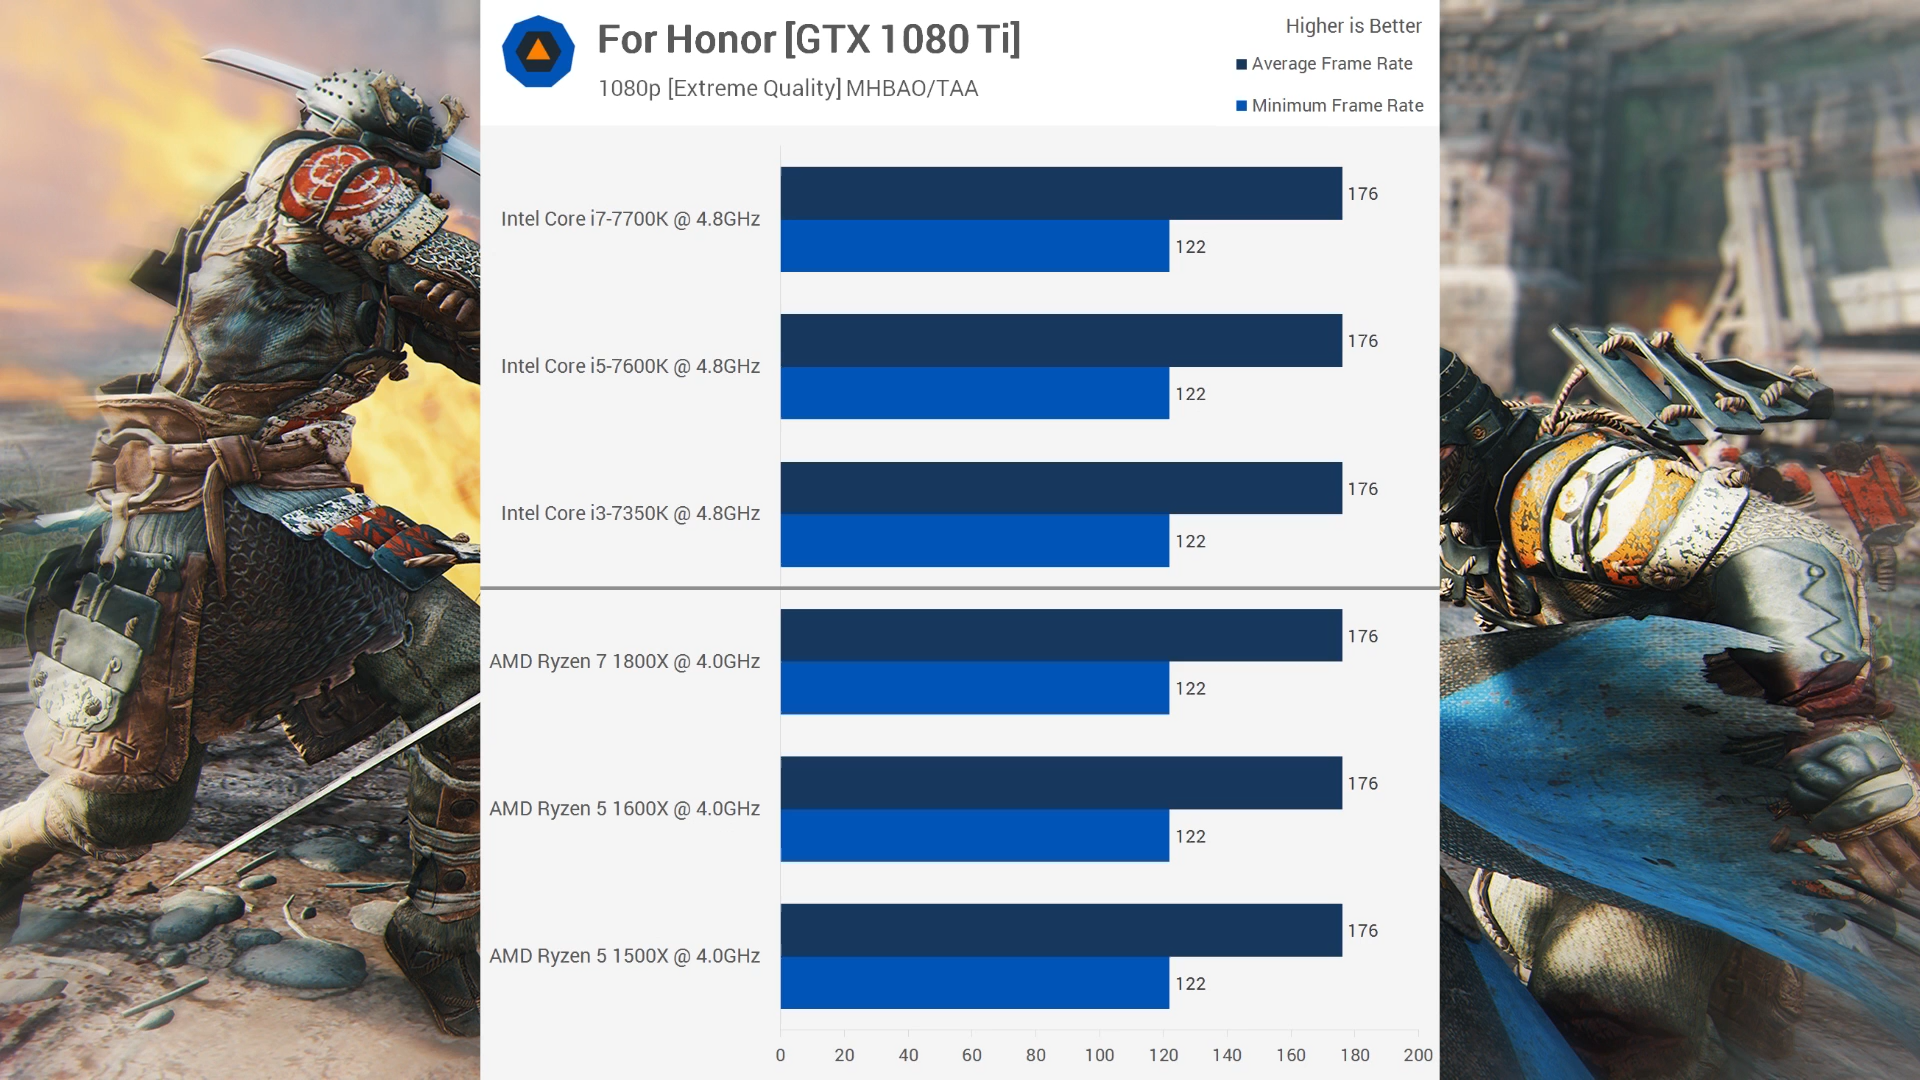 For Honor [GTX 1080 Ti]
1080p [Extreme Quality] MHBAO/TAA
Higher is Better
Average Frame Rate
Minimum Frame Rate
Intel Core i7-7700K @ 4.8GHz
176
122
Intel Core i5-7600K @ 4.8GHz
176
122
Intel Core i3-7350K @ 4.8GHz
176
122
AMD Ryzen 7 1800X @ 4.0GHz
176
122
AMD Ryzen 5 1600X @ 4.0GHz
176
122
AMD Ryzen 5 1500X @ 4.0GHz
176
122
0 20 40 60 80 100 120 140 160 180 200